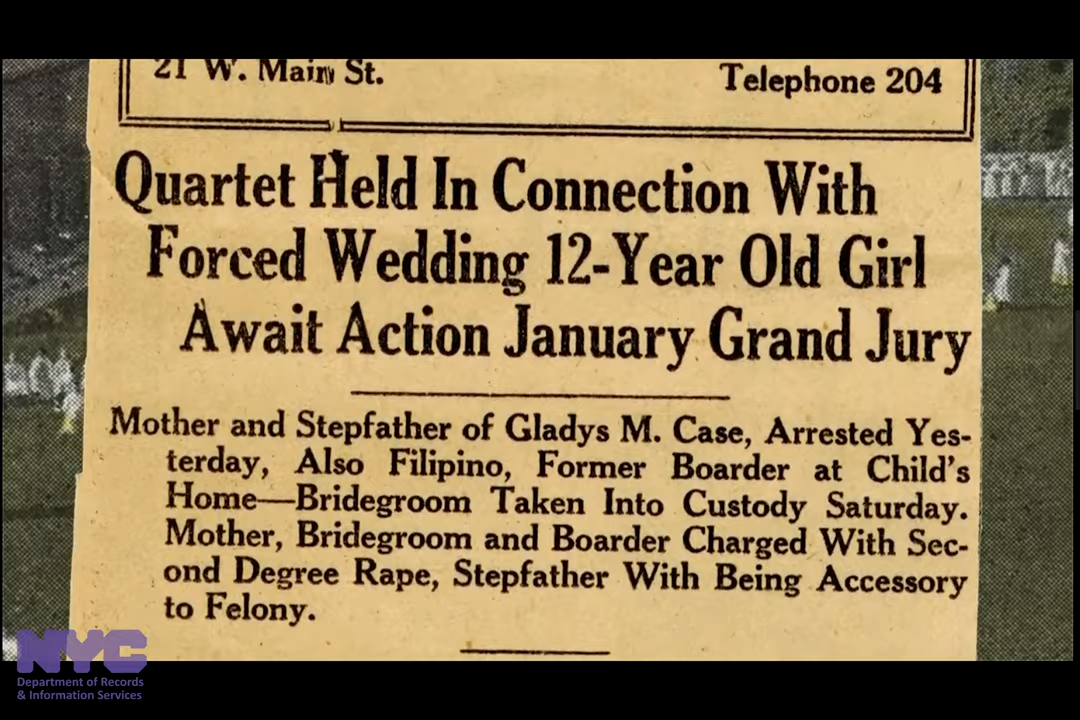 21 W. Main St.
Telephone 204
Quartet Held In Connection With
Forced Wedding 12-Year Old Girl
Await Action January Grand Jury
Mother and Stepfather of Gladys M. Case, Arrested Yes-
terday, Also Filipino, Former Boarder at Child's
Home—Bridegroom Taken Into Custody Saturday.
Mother, Bridegroom and Boarder Charged With Sec-
ond Degree Rape, Stepfather With Being Accessory
to Felony.
NYC
Department of Records
& Information Services